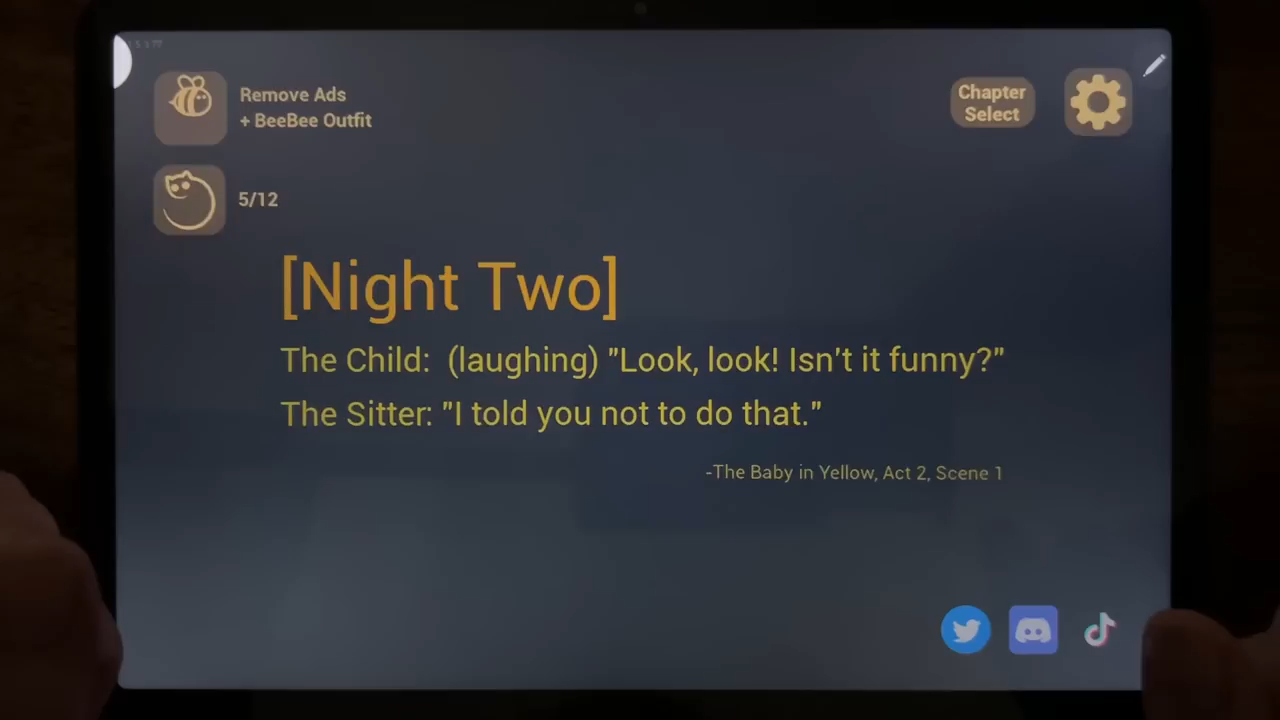 Remove Ads
+ BeeBee Outfit
Chapter
Select
5/12
[Night Two]
The Child: (laughing) "Look, look! Isn't it funny?"
The Sitter: "I told you not to do that."
-The Baby in Yellow, Act 2, Scene 1